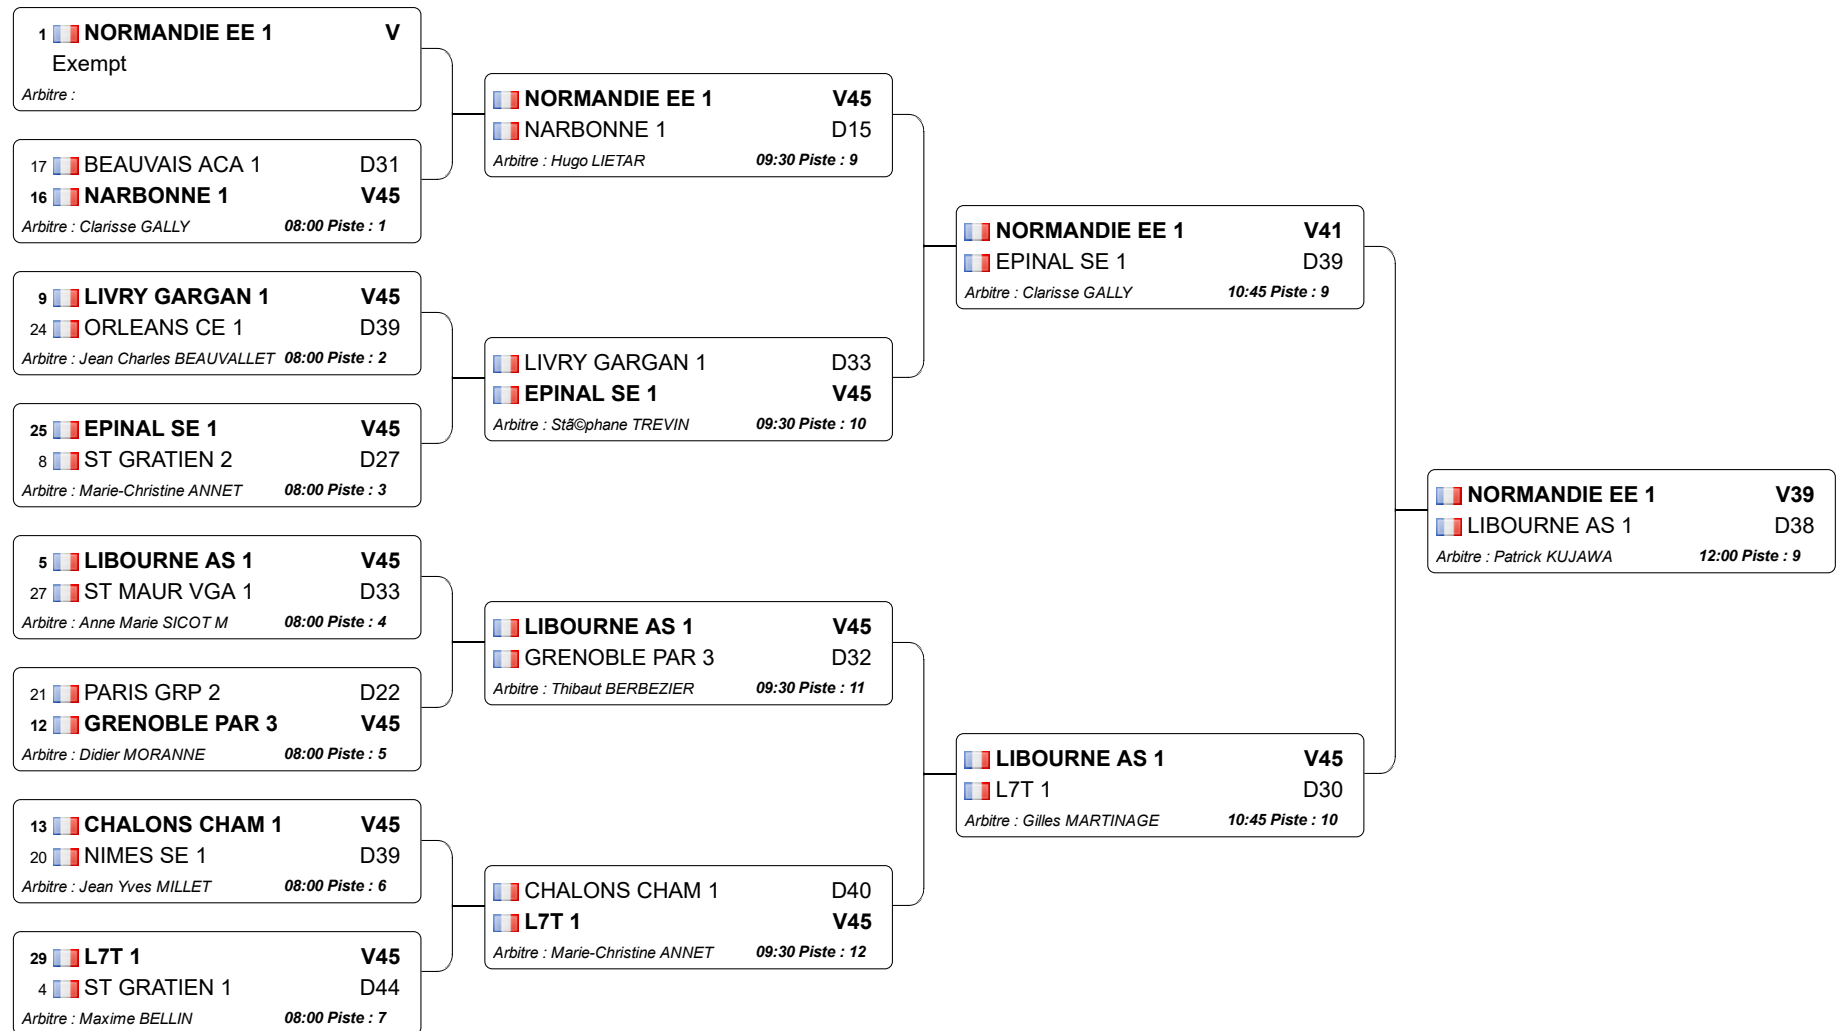 1 NORMANDIE EE 1 V
Exempt
Arbitre :
17 BEAUVAIS ACA 1 D31
16 NARBONNE 1 V45
Arbitre : Clarisse GALLY 08:00 Piste : 1
9 LIVRY GARGAN 1 V45
24 ORLEANS CE 1 D39
Arbitre : Jean Charles BEAUVALLET 08:00 Piste : 2
25 EPINAL SE 1 V45
8 ST GRATIEN 2 D27
Arbitre : Marie-Christine ANNET 08:00 Piste : 3
5 LIBOURNE AS 1 V45
27 ST MAUR VGA 1 D33
Arbitre : Anne Marie SICOT M 08:00 Piste : 4
21 PARIS GRP 2 D22
12 GRENOBLE PAR 3 V45
Arbitre : Didier MORANNE 08:00 Piste : 5
13 CHALONS CHAM 1 V45
20 NIMES SE 1 D39
Arbitre : Jean Yves MILLET 08:00 Piste : 6
29 L7T 1 V45
4 ST GRATIEN 1 D44
Arbitre : Maxime BELLIN 08:00 Piste : 7
NORMANDIE EE 1 V45
NARBONNE 1 D15
Arbitre : Hugo LIETAR 09:30 Piste : 9
LIVRY GARGAN 1 D33
EPINAL SE 1 V45
Arbitre : Stã©phane TREVIN 09:30 Piste : 10
LIBOURNE AS 1 V45
GRENOBLE PAR 3 D32
Arbitre : Thibaut BERBEZIER 09:30 Piste : 11
CHALONS CHAM 1 D40
L7T 1 V45
Arbitre : Marie-Christine ANNET 09:30 Piste : 12
NORMANDIE EE 1 V41
EPINAL SE 1 D39
Arbitre : Clarisse GALLY 10:45 Piste : 9
LIBOURNE AS 1 V45
L7T 1 D30
Arbitre : Gilles MARTINAGE 10:45 Piste : 10
NORMANDIE EE 1 V39
LIBOURNE AS 1 D38
Arbitre : Patrick KUJAWA 12:00 Piste : 9